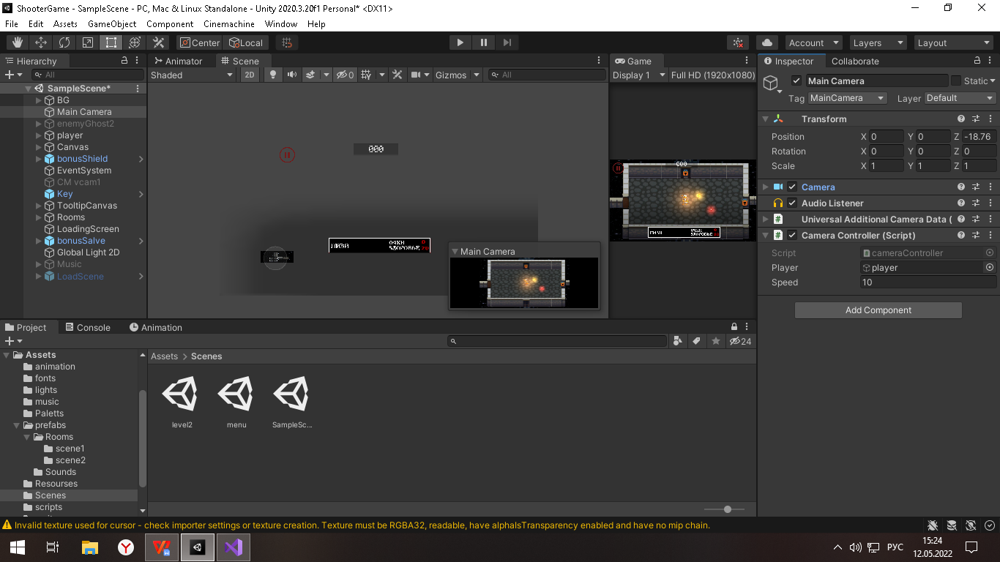 ShooterGame - SampleScene - PC, Mac & Linux Standalone - Unity 2020.3.20f1 Personal* <DX11>
File Edit Assets GameObject Component Cinemachine Window Help
Center Local Account Layers Layout
Hierarchy
All
SampleScene*
BG
Main Camera
enemyGhost2
player
Canvas
bonusShield
EventSystem
CM vcam1
Key
TooltipCanvas
Rooms
LoadingScreen
bonusSalve
Global Light 2D
Music
LoadScene
Animator Scene
Shaded 2D 0 Gizmos All
000
ОЧКИ 0
ЗДОРОВЬЕ 20
Main Camera
Game
Display 1 Full HD (1920x1080)
000
Inspector Collaborate
Main Camera Static
Tag MainCamera Layer Default
Transform
Position X 0 Y 0 Z -18.76
Rotation X 0 Y 0 Z 0
Scale X 1 Y 1 Z 1
Camera
Audio Listener
Universal Additional Camera Data (
Camera Controller (Script)
Script cameraController
Player player
Speed 10
Add Component
Project Console Animation
24
Assets
animation
fonts
lights
music
Paletts
prefabs
Rooms
scene1
scene2
Sounds
Resourses
Scenes
scripts
Assets > Scenes
level2 menu SampleSc...
Invalid texture used for cursor - check importer settings or texture creation. Texture must be RGBA32, readable, have alphaIsTransparency enabled and have no mip chain.
РУС
15:24
12.05.2022